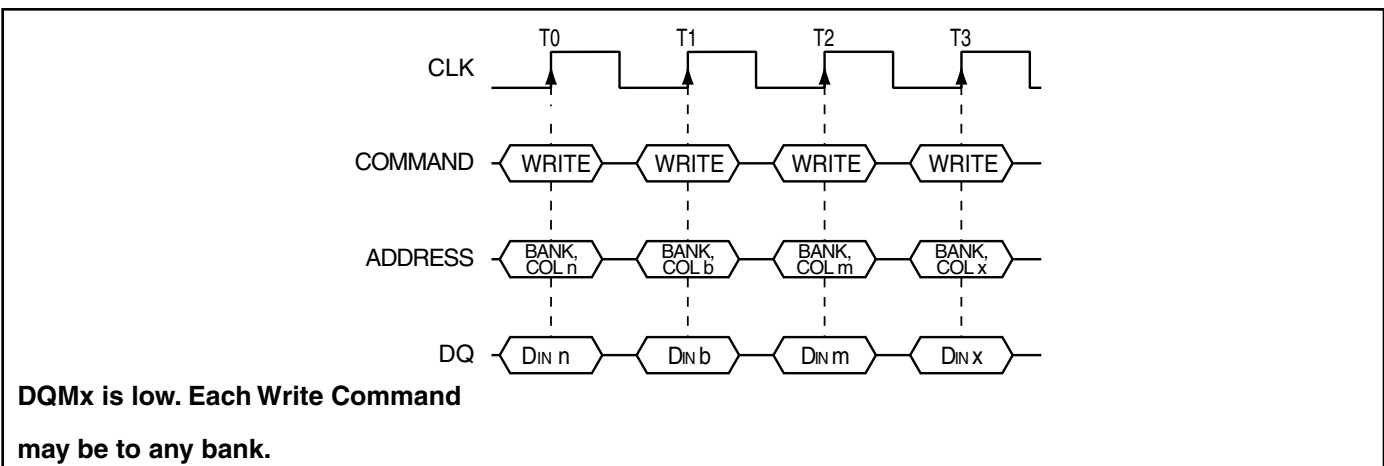 T0 T1 T2 T3
CLK
COMMAND WRITE WRITE WRITE WRITE
ADDRESS BANK, COL n BANK, COL b BANK, COL m BANK, COL x
DQ DIN n DIN b DIN m DIN x
DQMx is low. Each Write Command
may be to any bank.